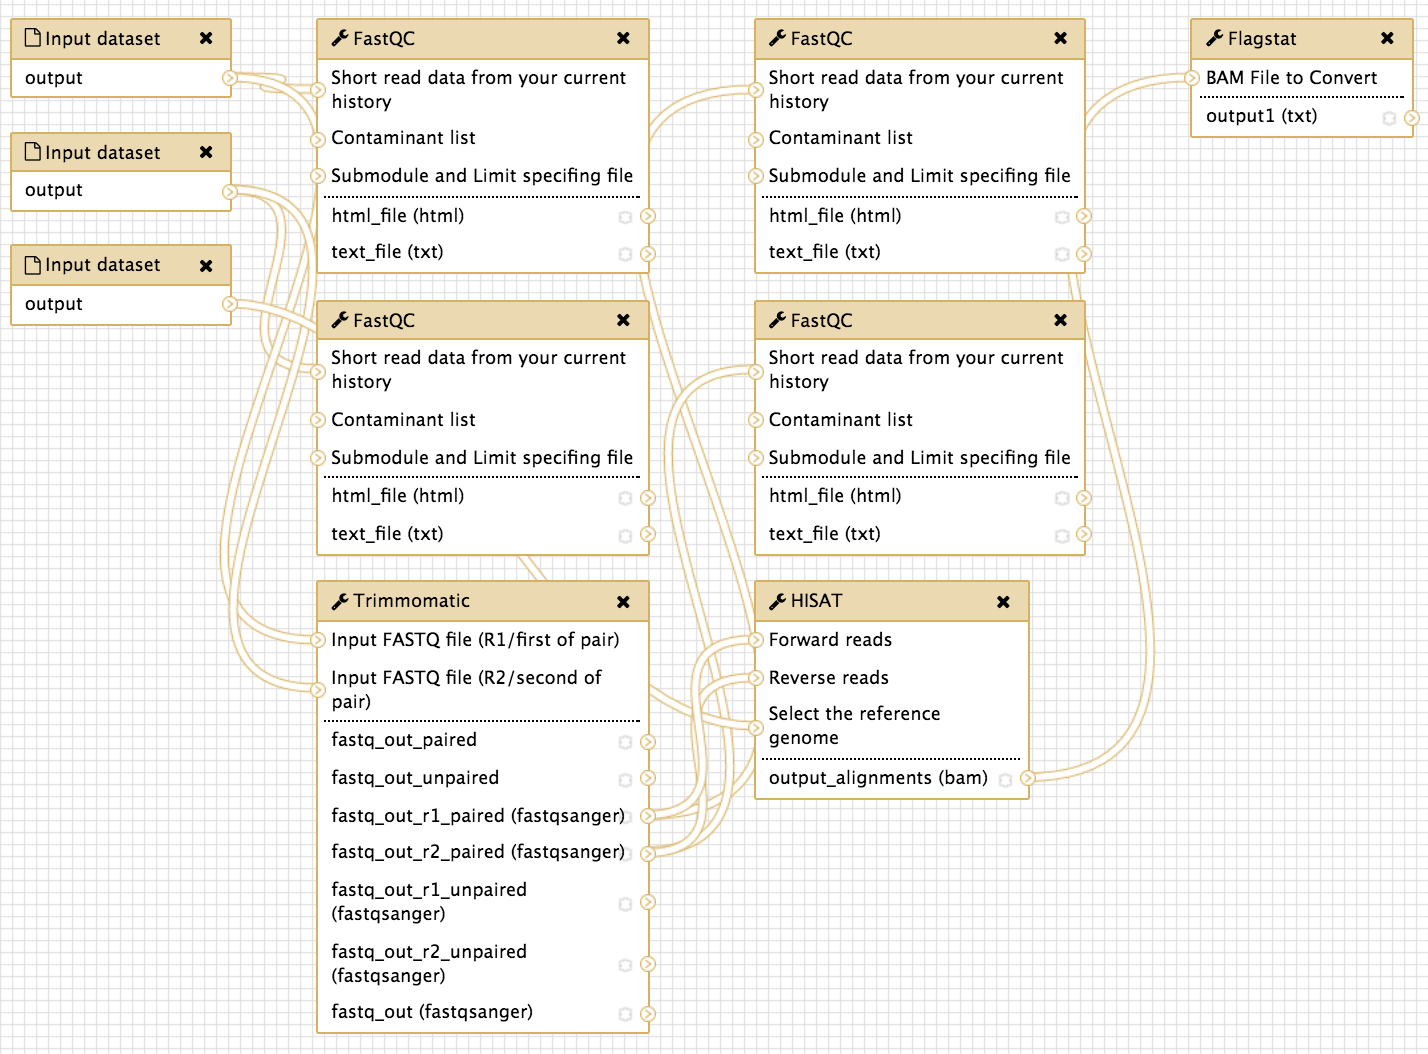 Input dataset
output
Input dataset
output
Input dataset
output
FastQC
Short read data from your current
history
Contaminant list
Submodule and Limit specifing file
html_file (html)
text_file (txt)
FastQC
Short read data from your current
history
Contaminant list
Submodule and Limit specifing file
html_file (html)
text_file (txt)
Trimmomatic
Input FASTQ file (R1/first of pair)
Input FASTQ file (R2/second of
pair)
fastq_out_paired
fastq_out_unpaired
fastq_out_r1_paired (fastqsanger)
fastq_out_r2_paired (fastqsanger)
fastq_out_r1_unpaired
(fastqsanger)
fastq_out_r2_unpaired
(fastqsanger)
fastq_out (fastqsanger)
FastQC
Short read data from your current
history
Contaminant list
Submodule and Limit specifing file
html_file (html)
text_file (txt)
FastQC
Short read data from your current
history
Contaminant list
Submodule and Limit specifing file
html_file (html)
text_file (txt)
HISAT
Forward reads
Reverse reads
Select the reference
genome
output_alignments (bam)
Flagstat
BAM File to Convert
output1 (txt)